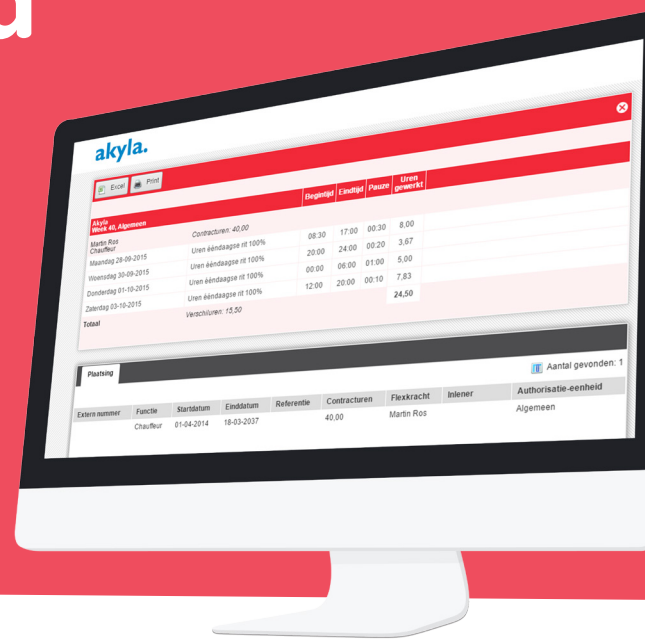 akyla.
Excel Print
Akyla
Week 40, Algemeen Begintijd Eindtijd Pauze Uren gewerkt
Martin Ros Contracturen: 40,00
Chauffeur
Maandag 28-09-2015 Uren ééndaagse rit 100% 08:30 17:00 00:30 8,00
Woensdag 30-09-2015 Uren ééndaagse rit 100% 20:00 24:00 00:20 3,67
Donderdag 01-10-2015 Uren ééndaagse rit 100% 00:00 06:00 01:00 5,00
Zaterdag 03-10-2015 Uren ééndaagse rit 100% 12:00 20:00 00:10 7,83
Totaal Verschiluren: 15,50 24,50
Plaatsing
Aantal gevonden: 1
Extern nummer Functie Startdatum Einddatum Referentie Contracturen Flexkracht Inlener Authorisatie-eenheid
Chauffeur 01-04-2014 18-03-2037 40,00 Martin Ros Algemeen